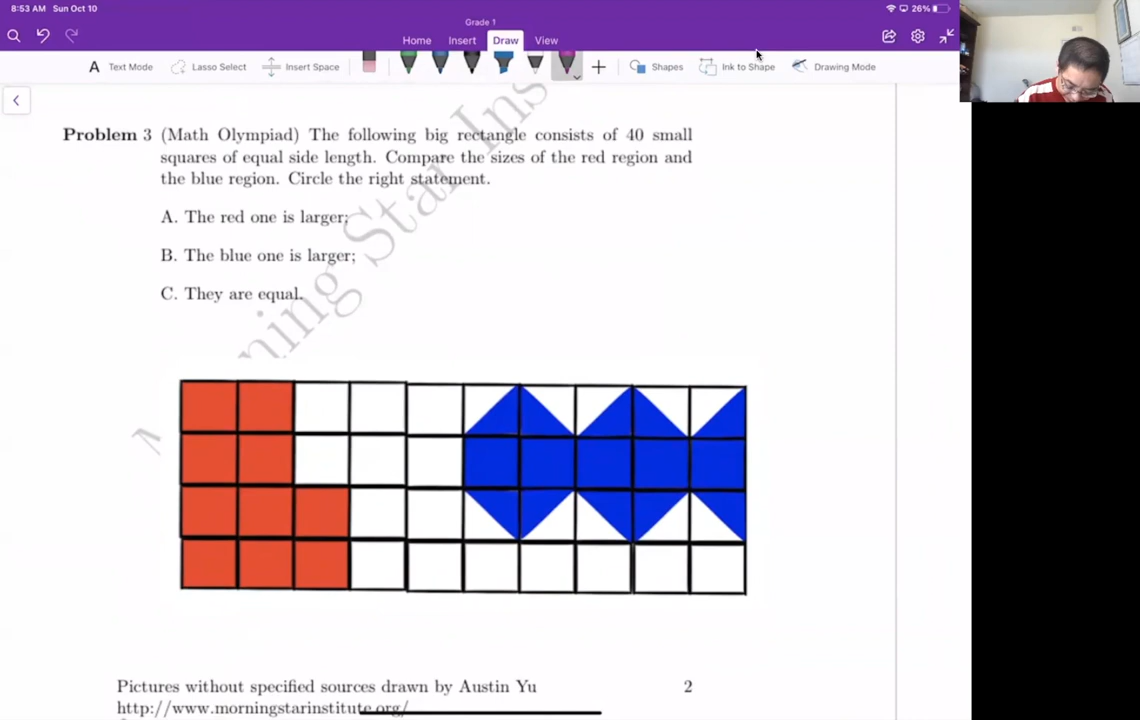 8:53 AM Sun Oct 10
26%
Grade 1
Home Insert Draw View
Text Mode Lasso Select Insert Space Shapes Ink to Shape Drawing Mode
Problem 3 (Math Olympiad) The following big rectangle consists of 40 small
squares of equal side length. Compare the sizes of the red region and
the blue region. Circle the right statement.
A. The red one is larger;
B. The blue one is larger;
C. They are equal.
ning Star Ins
Pictures without specified sources drawn by Austin Yu
2
http://www.morningstarinstitute.org/